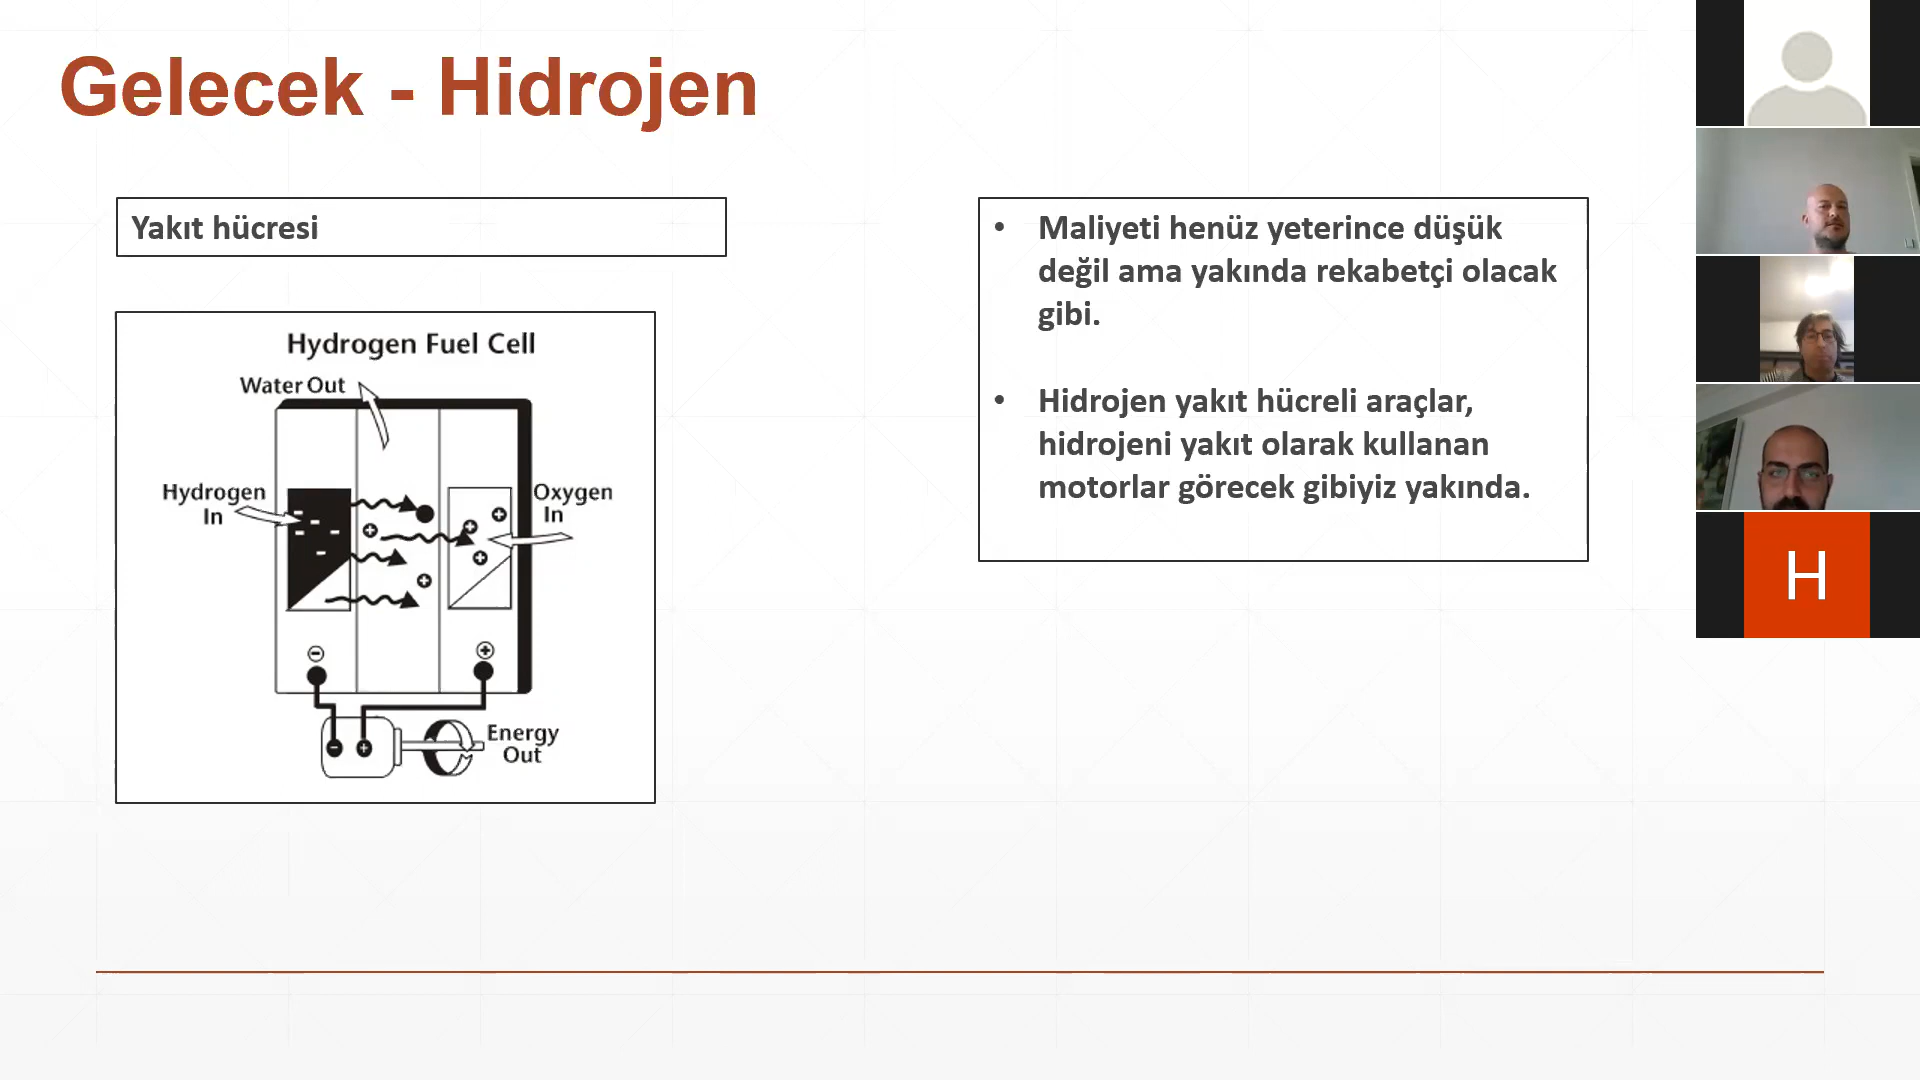 Gelecek - Hidrojen
Yakıt hücresi
Hydrogen Fuel Cell
Water Out
Hydrogen
In
Oxygen
In
Energy
Out
• Maliyeti henüz yeterince düşük
değil ama yakında rekabetçi olacak
gibi.
• Hidrojen yakıt hücreli araçlar,
hidrojeni yakıt olarak kullanan
motorlar görecek gibiyiz yakında.
H